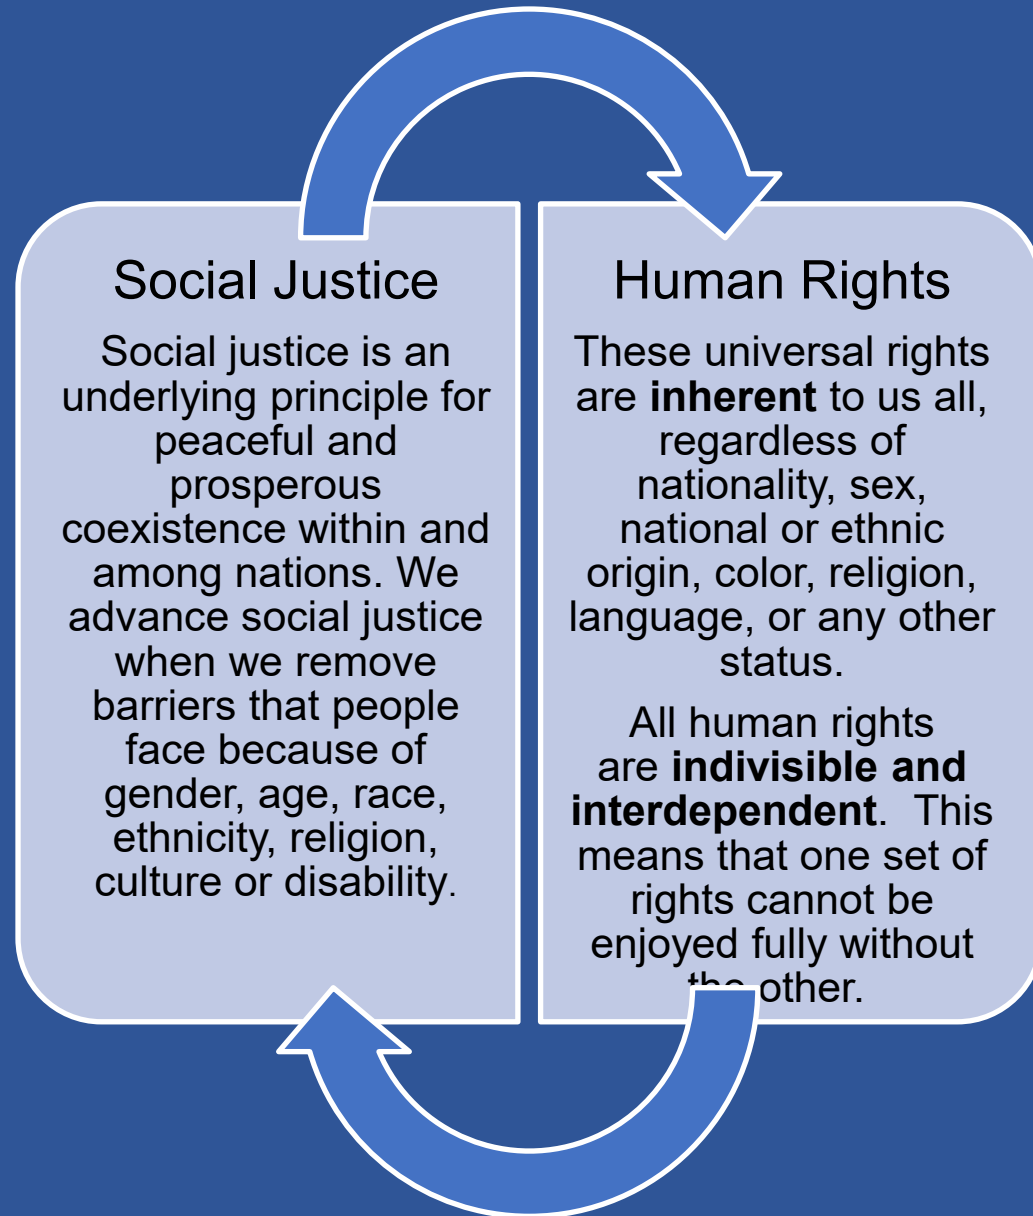 Social Justice
Social justice is an
underlying principle for
peaceful and
prosperous
coexistence within and
among nations. We
advance social justice
when we remove
barriers that people
face because of
gender, age, race,
ethnicity, religion,
culture or disability.
Human Rights
These universal rights
are inherent to us all,
regardless of
nationality, sex,
national or ethnic
origin, color, religion,
language, or any other
status.
All human rights
are indivisible and
interdependent.  This
means that one set of
rights cannot be
enjoyed fully without
the other.